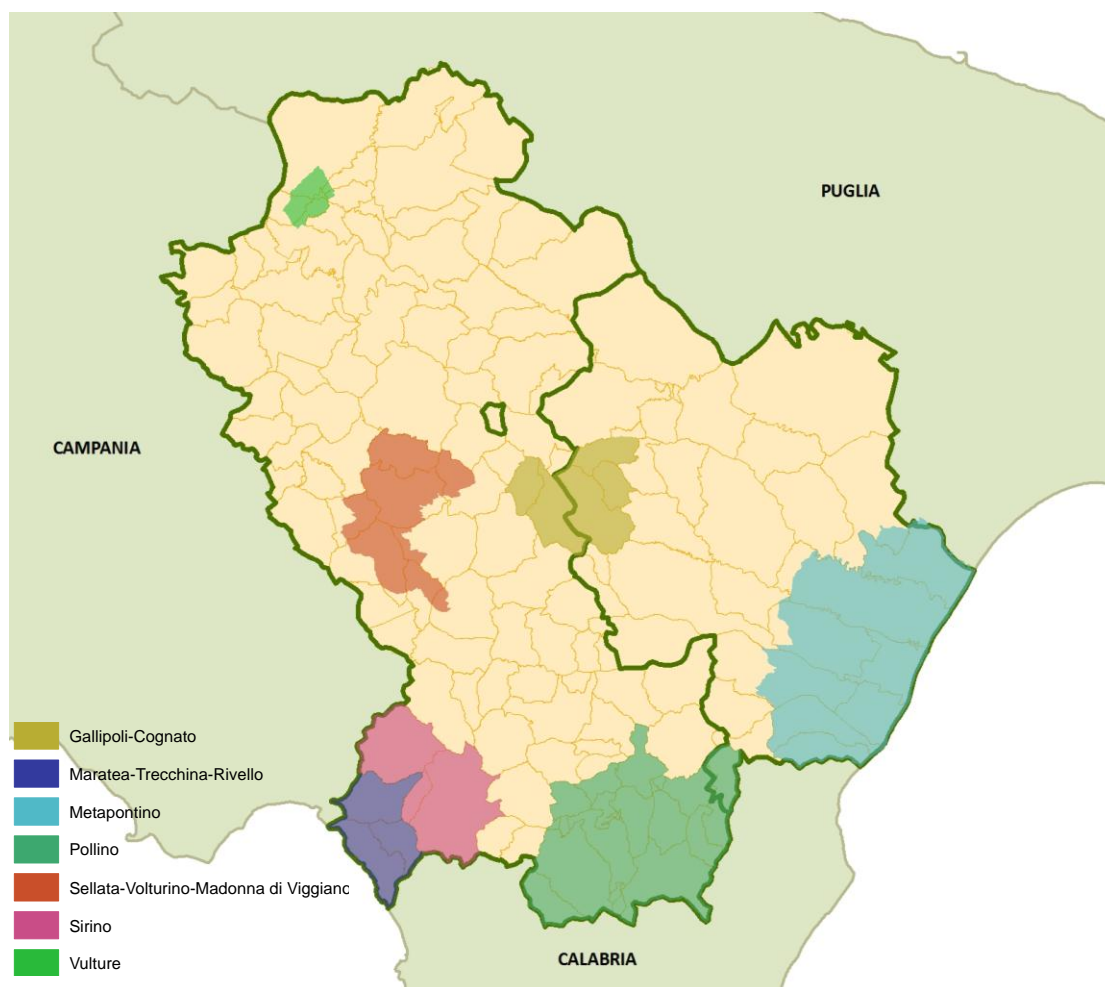 PUGLIA
CAMPANIA
Gallipoli-Cognato
Maratea-Trecchina-Rivello
Metapontino
Pollino
Sellata-Volturino-Madonna di Viggiano
Sirino
Vulture
CALABRIA